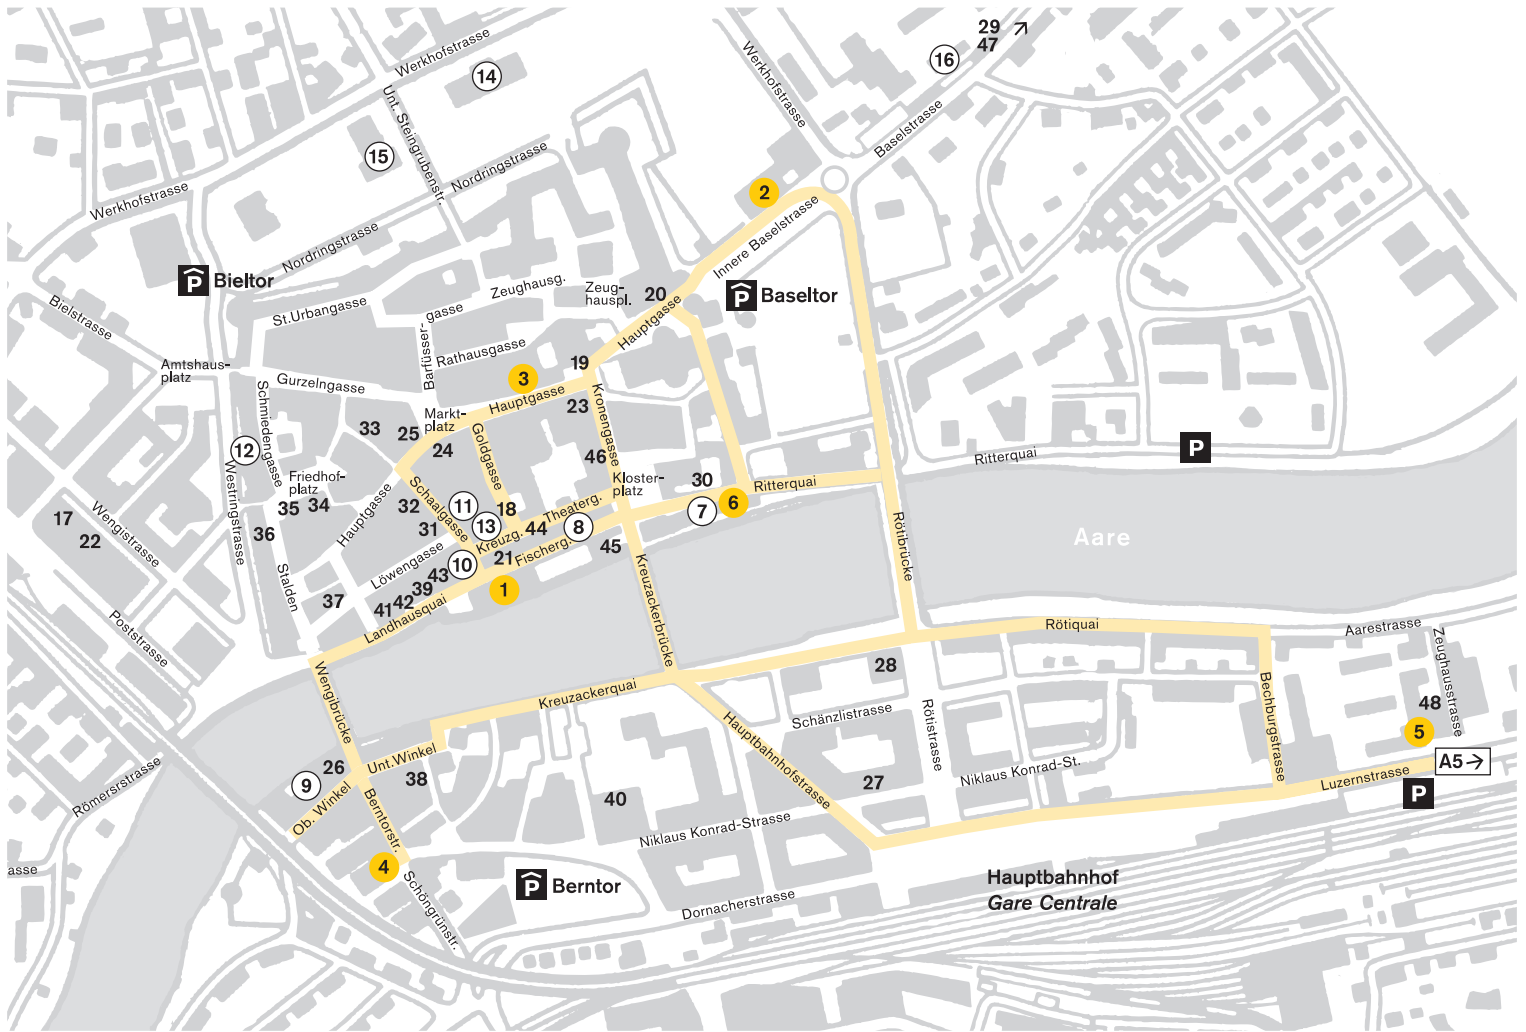 29
47
16
Werkhofstrasse
14
Werkhofstrasse
Unt. Steingrubenstr.
Baselstrasse
15
Nordringstrasse
Werkhofstrasse
2
Innere Baselstrasse
Nordringstrasse
P Bieltor
Zeughausg.
Zeug-
hauspl.
20
P Baseltor
Bielstrasse
St.Urbangasse
Barfüsser-
gasse
Hauptgasse
Rathausgasse
Amtshaus-
platz
Gurzelngasse
3
19
Hauptgasse
Kronengasse
23
Schmiedengasse
Markt-
platz
33
25
24
Goldgasse
12
46
Ritterquai
P
Westringstrasse
Friedhof-
platz
35
34
Hauptgasse
32
Schaalgasse
11
18
13
31
Kloster-
platz
30
Ritterquai
6
7
Theaterg.
Kreuzg.
44
8
Fischerg.
45
17
22
Wengistrasse
36
Rötibrücke
Aare
Löwengasse
10
21
43
1
39
42
41
37
Stalden
Landhausquai
Kreuzackerbrücke
Poststrasse
Rötiquai
Aarestrasse
Zeughausstrasse
Wengibrücke
28
Kreuzackerquai
Bechburgstrasse
48
5
A5→
Hauptbahnhofstrasse
Schänzlistrasse
Rötistrasse
Unt.Winkel
26
38
9
Ob. Winkel
Römersrstrasse
27
Niklaus Konrad-St.
Luzernstrasse
P
40
Berntorstr.
Niklaus Konrad-Strasse
4
asse
Schöngrünstr.
P Berntor
Dornacherstrasse
Hauptbahnhof
Gare Centrale